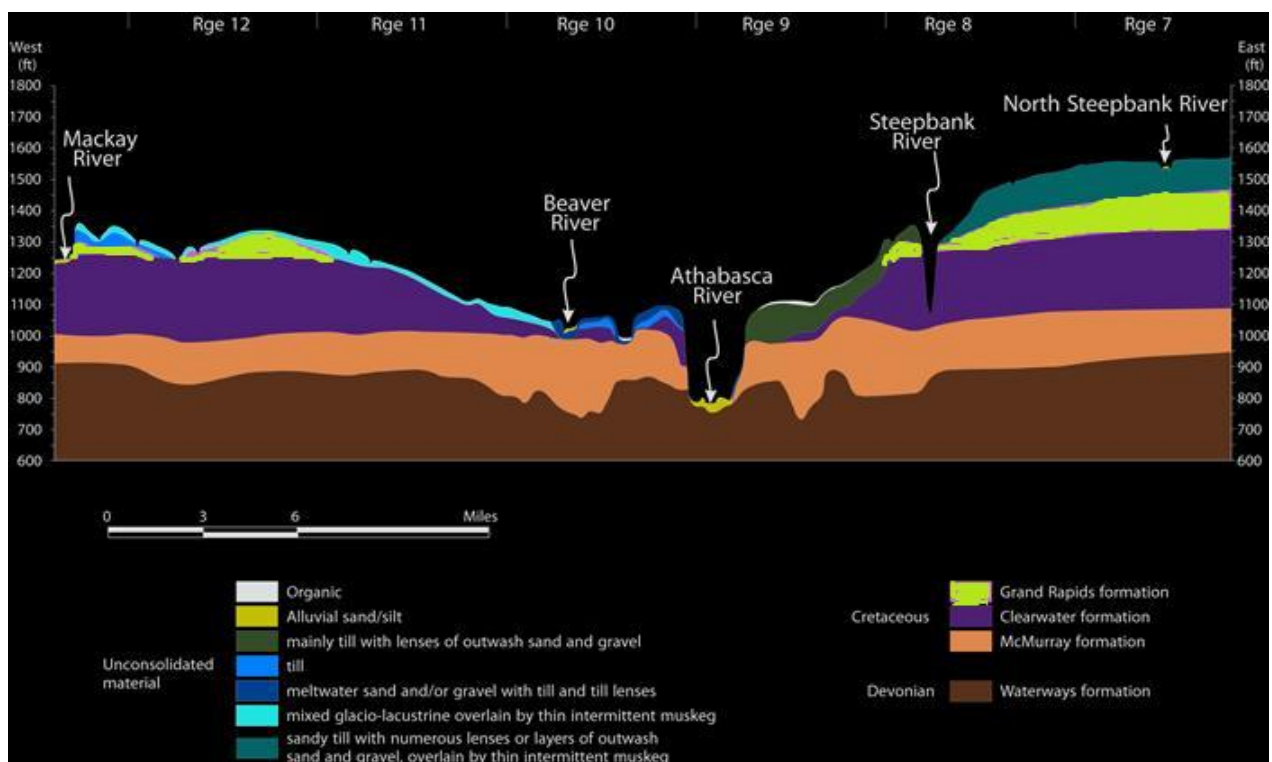 Rge 12 Rge 11 Rge 10 Rge 9 Rge 8 Rge 7
West
(ft)
East
(ft)
1800
1700
1600
1500
1400
1300
1200
1100
1000
900
800
700
600
1800
1700
1600
1500
1400
1300
1200
1100
1000
900
800
700
600
Mackay
River
Beaver
River
Athabasca
River
Steepbank
River
North Steepbank River
0 3 6 Miles
Unconsolidated
material
Organic
Alluvial sand/silt
mainly till with lenses of outwash sand and gravel
till
meltwater sand and/or gravel with till and till lenses
mixed glacio-lacustrine overlain by thin intermittent muskeg
sandy till with numerous lenses or layers of outwash
sand and gravel, overlain by thin intermittent muskeg
Cretaceous
Grand Rapids formation
Clearwater formation
McMurray formation
Devonian
Waterways formation